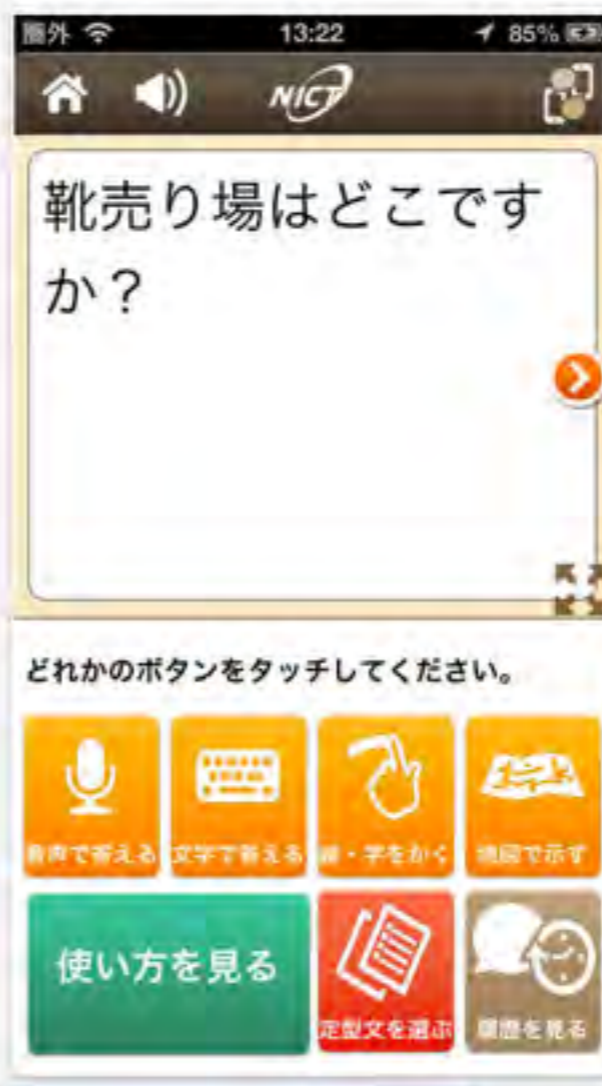 圏外 13:22 85%
NICT
靴売り場はどこです
か?
どれかのボタンをタッチしてください。
音声で答える 文字で答える 絵・字をかく 地図で示す
使い方を見る 定型文を選ぶ 履歴を見る